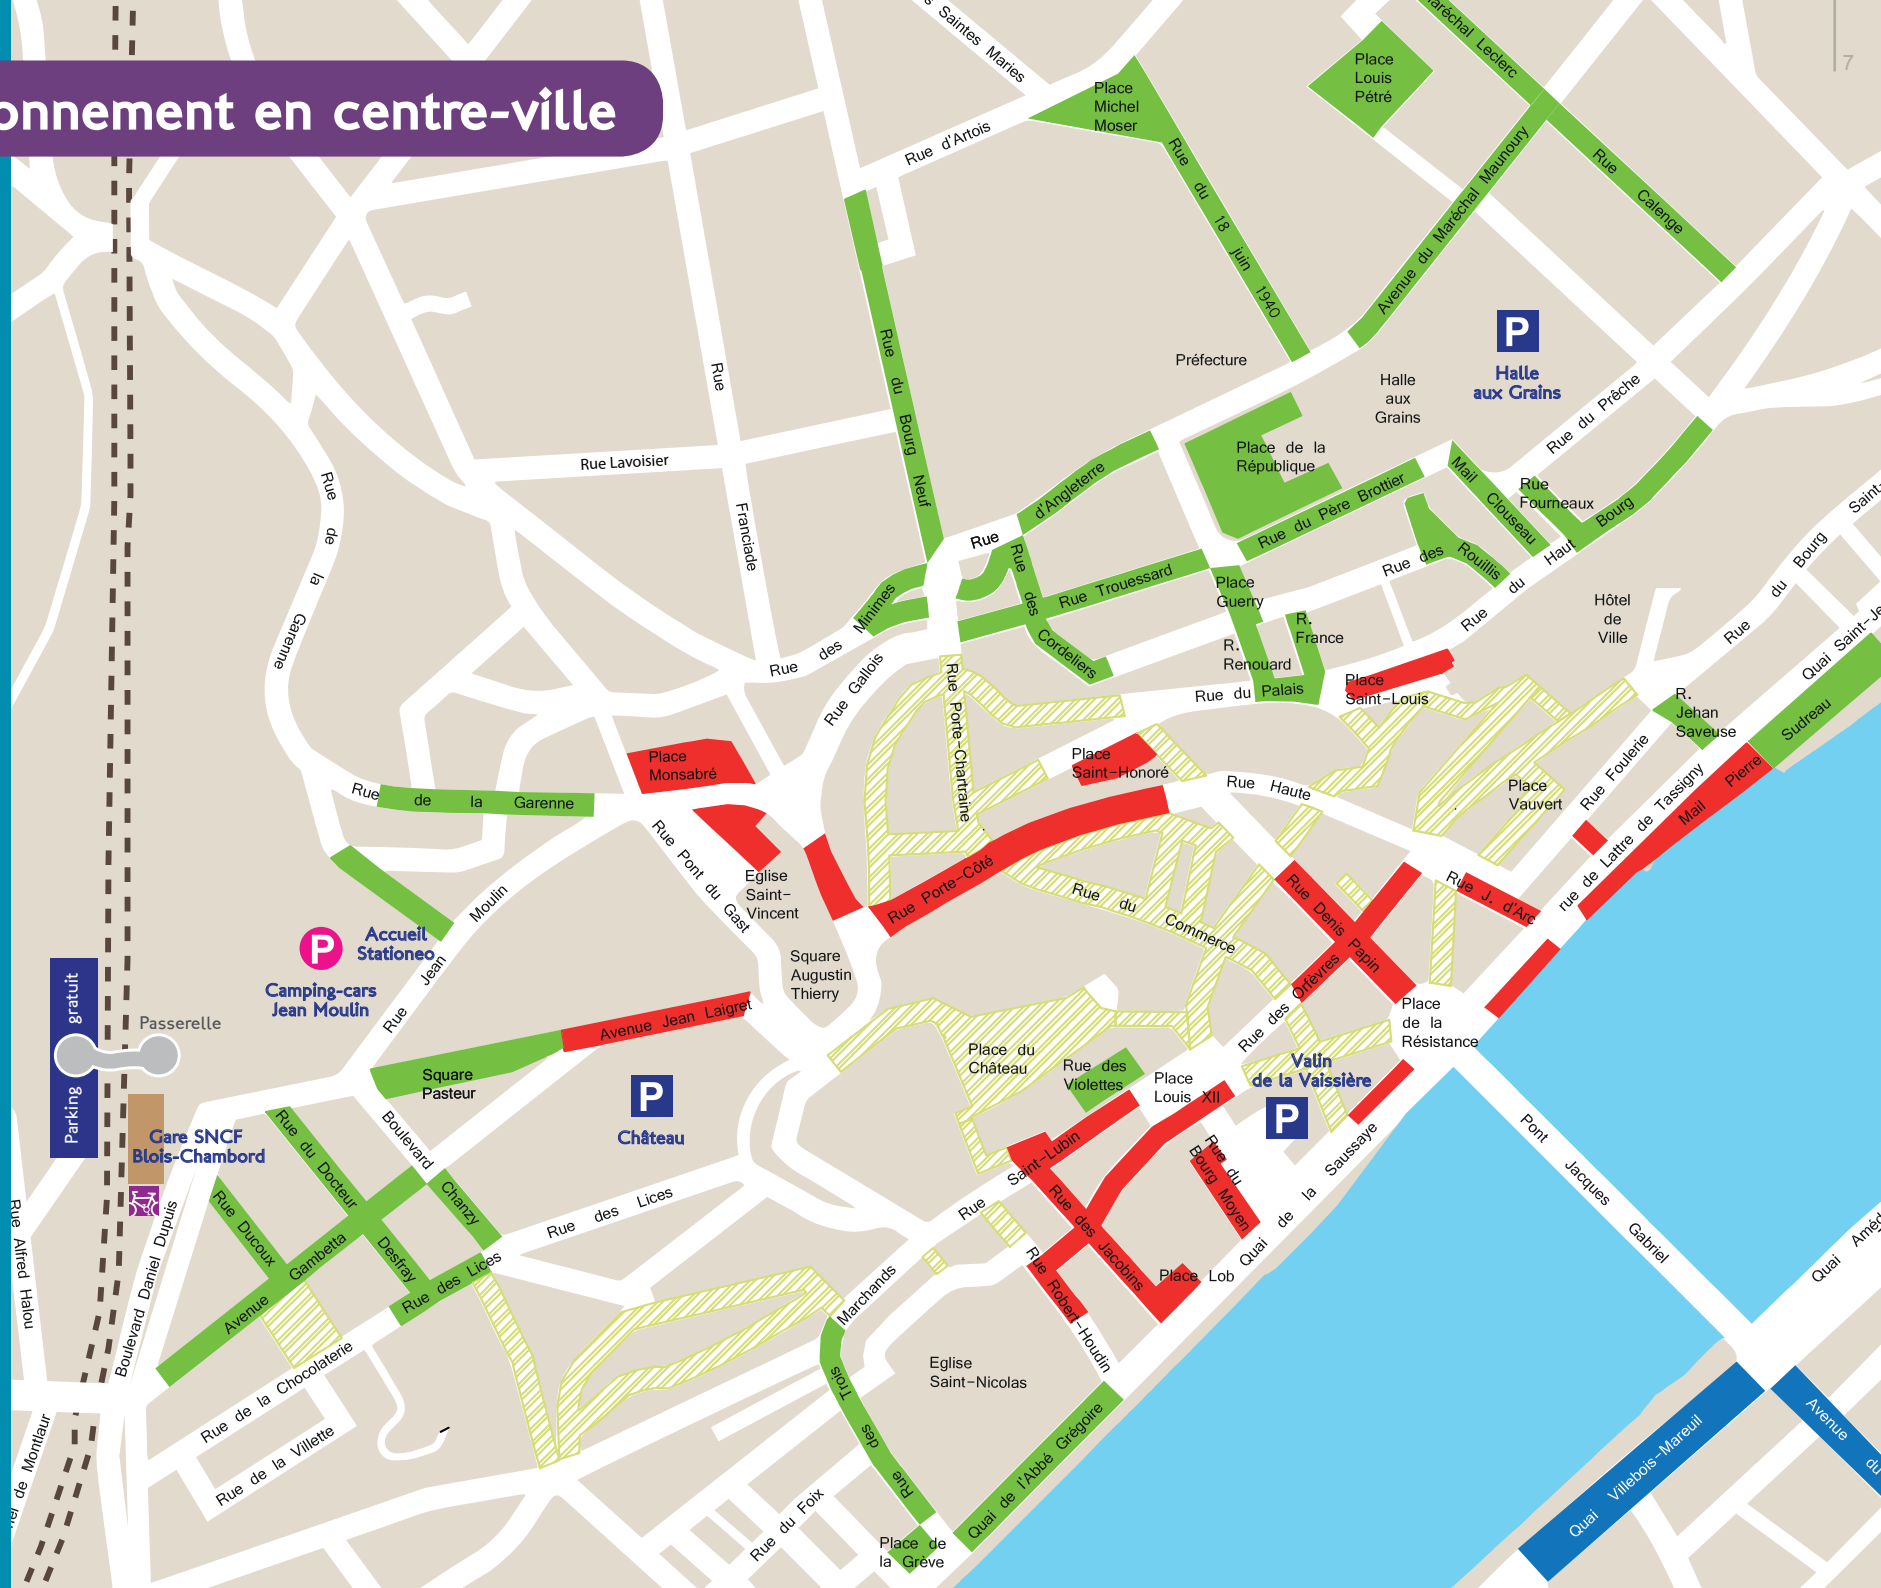 onnement en centre-ville
7
Saintes Maries
Maréchal Leclerc
Place
Louis
Pétré
Place
Michel
Moser
Rue d'Artois
Rue du 18 juin 1940
Avenue du Maréchal Maunoury
Rue Calenge
P
Halle
aux Grains
Préfecture
Halle
aux
Grains
Rue du Prêche
Rue Franciade
Rue du Bourg Neuf
Rue Lavoisier
Place de la
République
Rue d'Angleterre
Rue du Père Brottier
Mail Clouseau
Rue
Fourneaux
Rue du Haut Bourg
Rue des Rouillis
Rue des Cordeliers
Rue Trouessard
Place
Guerry
R.
France
R.
Renouard
Rue du Palais
Place
Saint-Louis
Hôtel
de
Ville
Rue du Bourg Saint-
Quai Saint-Je
R.
Jehan
Saveuse
Mail Pierre Sudreau
Rue de la Garenne
Rue des Minimes
Rue Gallois
Rue Porte-Chartraine
Place
Monsabré
Place
Saint-Honoré
Rue Haute
Place
Vauvert
Rue Foulerie
rue de Lattre de Tassigny
Rue de la Garenne
Rue Pont du Gast
Eglise
Saint-
Vincent
Rue Porte-Côté
Rue du Commerce
Rue Denis Papin
Rue J. d'Arc
Rue des Orfèvres
Rue Jean Moulin
P
Accueil
Stationeo
Camping-cars
Jean Moulin
Square
Augustin
Thierry
Parking gratuit
Passerelle
Avenue Jean Laigret
Place
de la
Résistance
Place du
Château
Rue des
Violettes
Place
Louis XII
Valin
de la Vaissière
P
Square
Pasteur
P
Château
Gare SNCF
Blois-Chambord
Rue du Docteur Desfray
Boulevard Chanzy
Rue Ducoux
Avenue Gambetta
Rue des Lices
Rue des Lices
Rue Saint-Lubin
Rue des Jacobins
Rue du
Bourg Moyen
Quai de la Saussaye
Place Lob
Rue Robert-Houdin
Pont Jacques Gabriel
Quai Améd
Rue Alfred Halou
Boulevard Daniel Dupuis
Rue de la Chocolaterie
Rue de la Villette
Marchands
Eglise
Saint-Nicolas
Rue des Trois
Quai de l'Abbé Grégoire
Rue du Foix
Place de
la Grève
de Montlaur
Quai Villebois-Mareuil
Avenue du